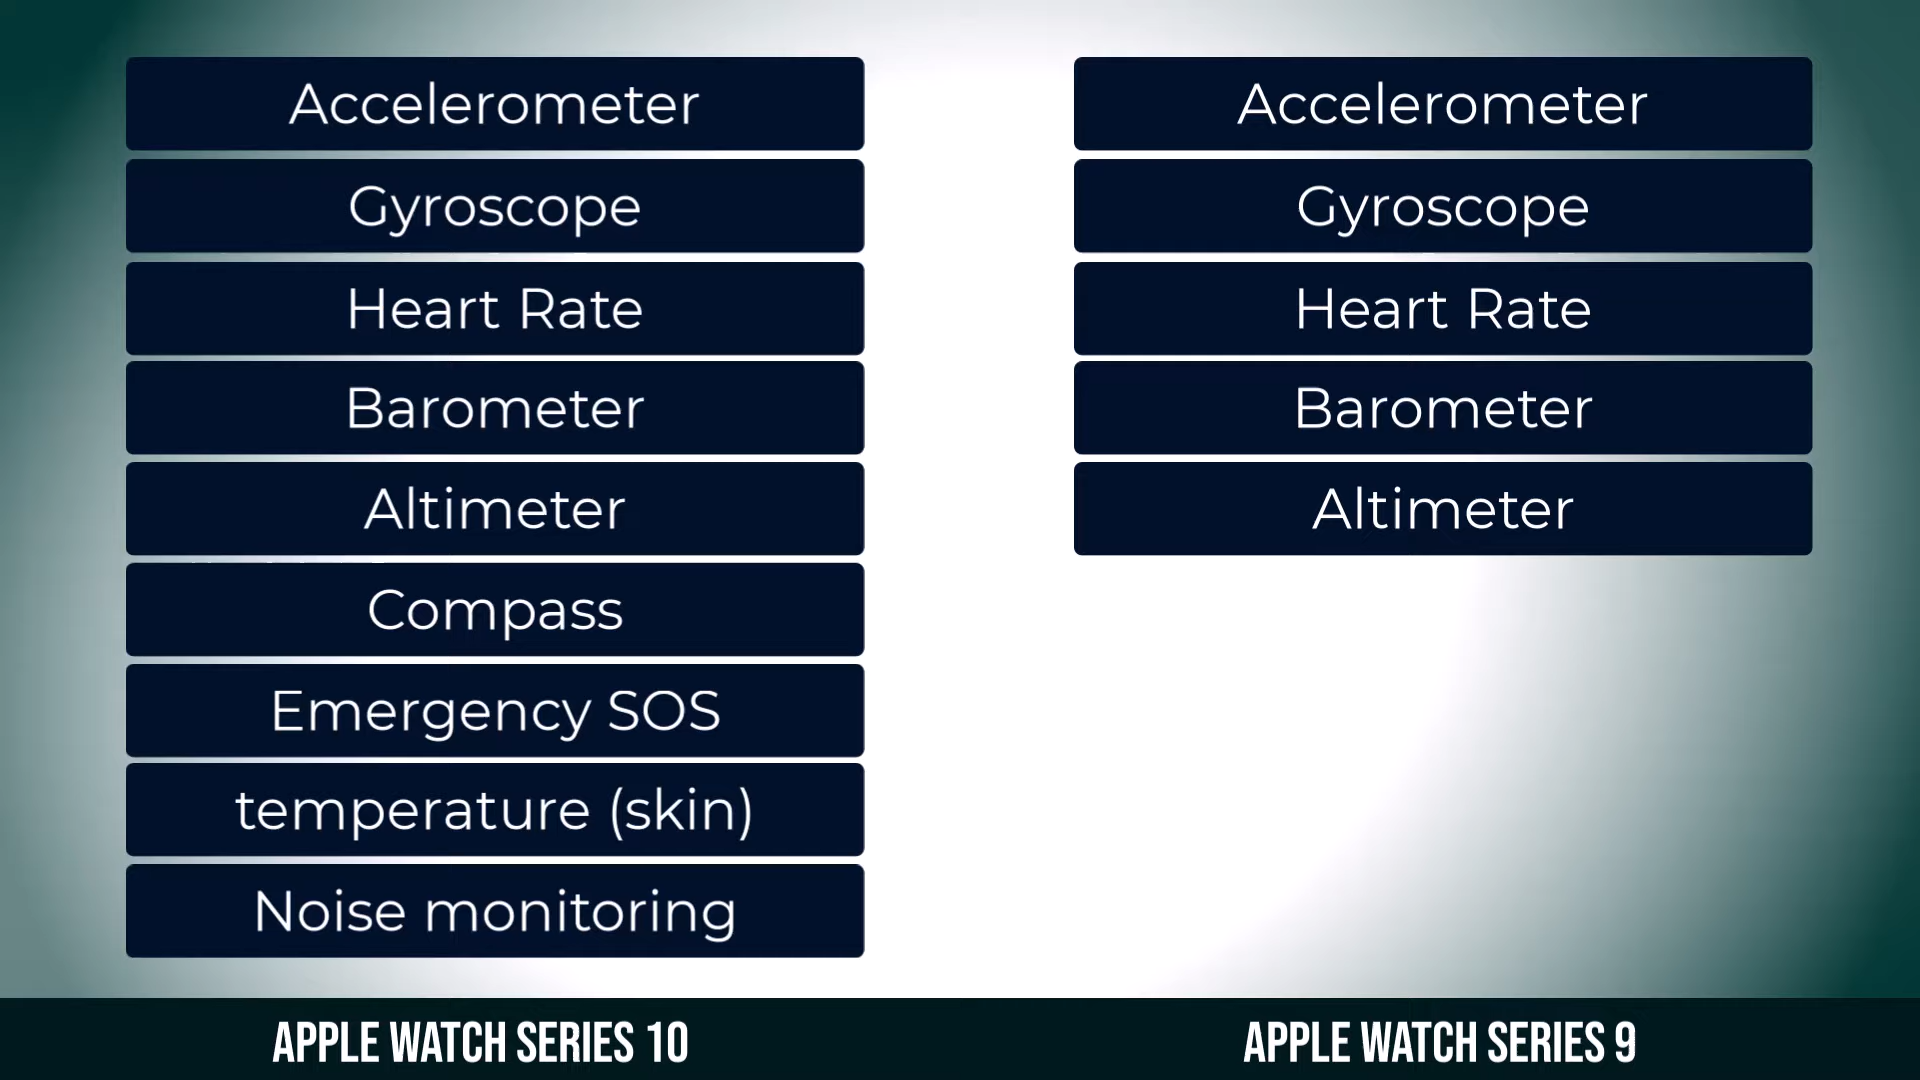 Accelerometer
Gyroscope
Heart Rate
Barometer
Altimeter
Compass
Emergency SOS
temperature (skin)
Noise monitoring
APPLE WATCH SERIES 10
Accelerometer
Gyroscope
Heart Rate
Barometer
Altimeter
APPLE WATCH SERIES 9